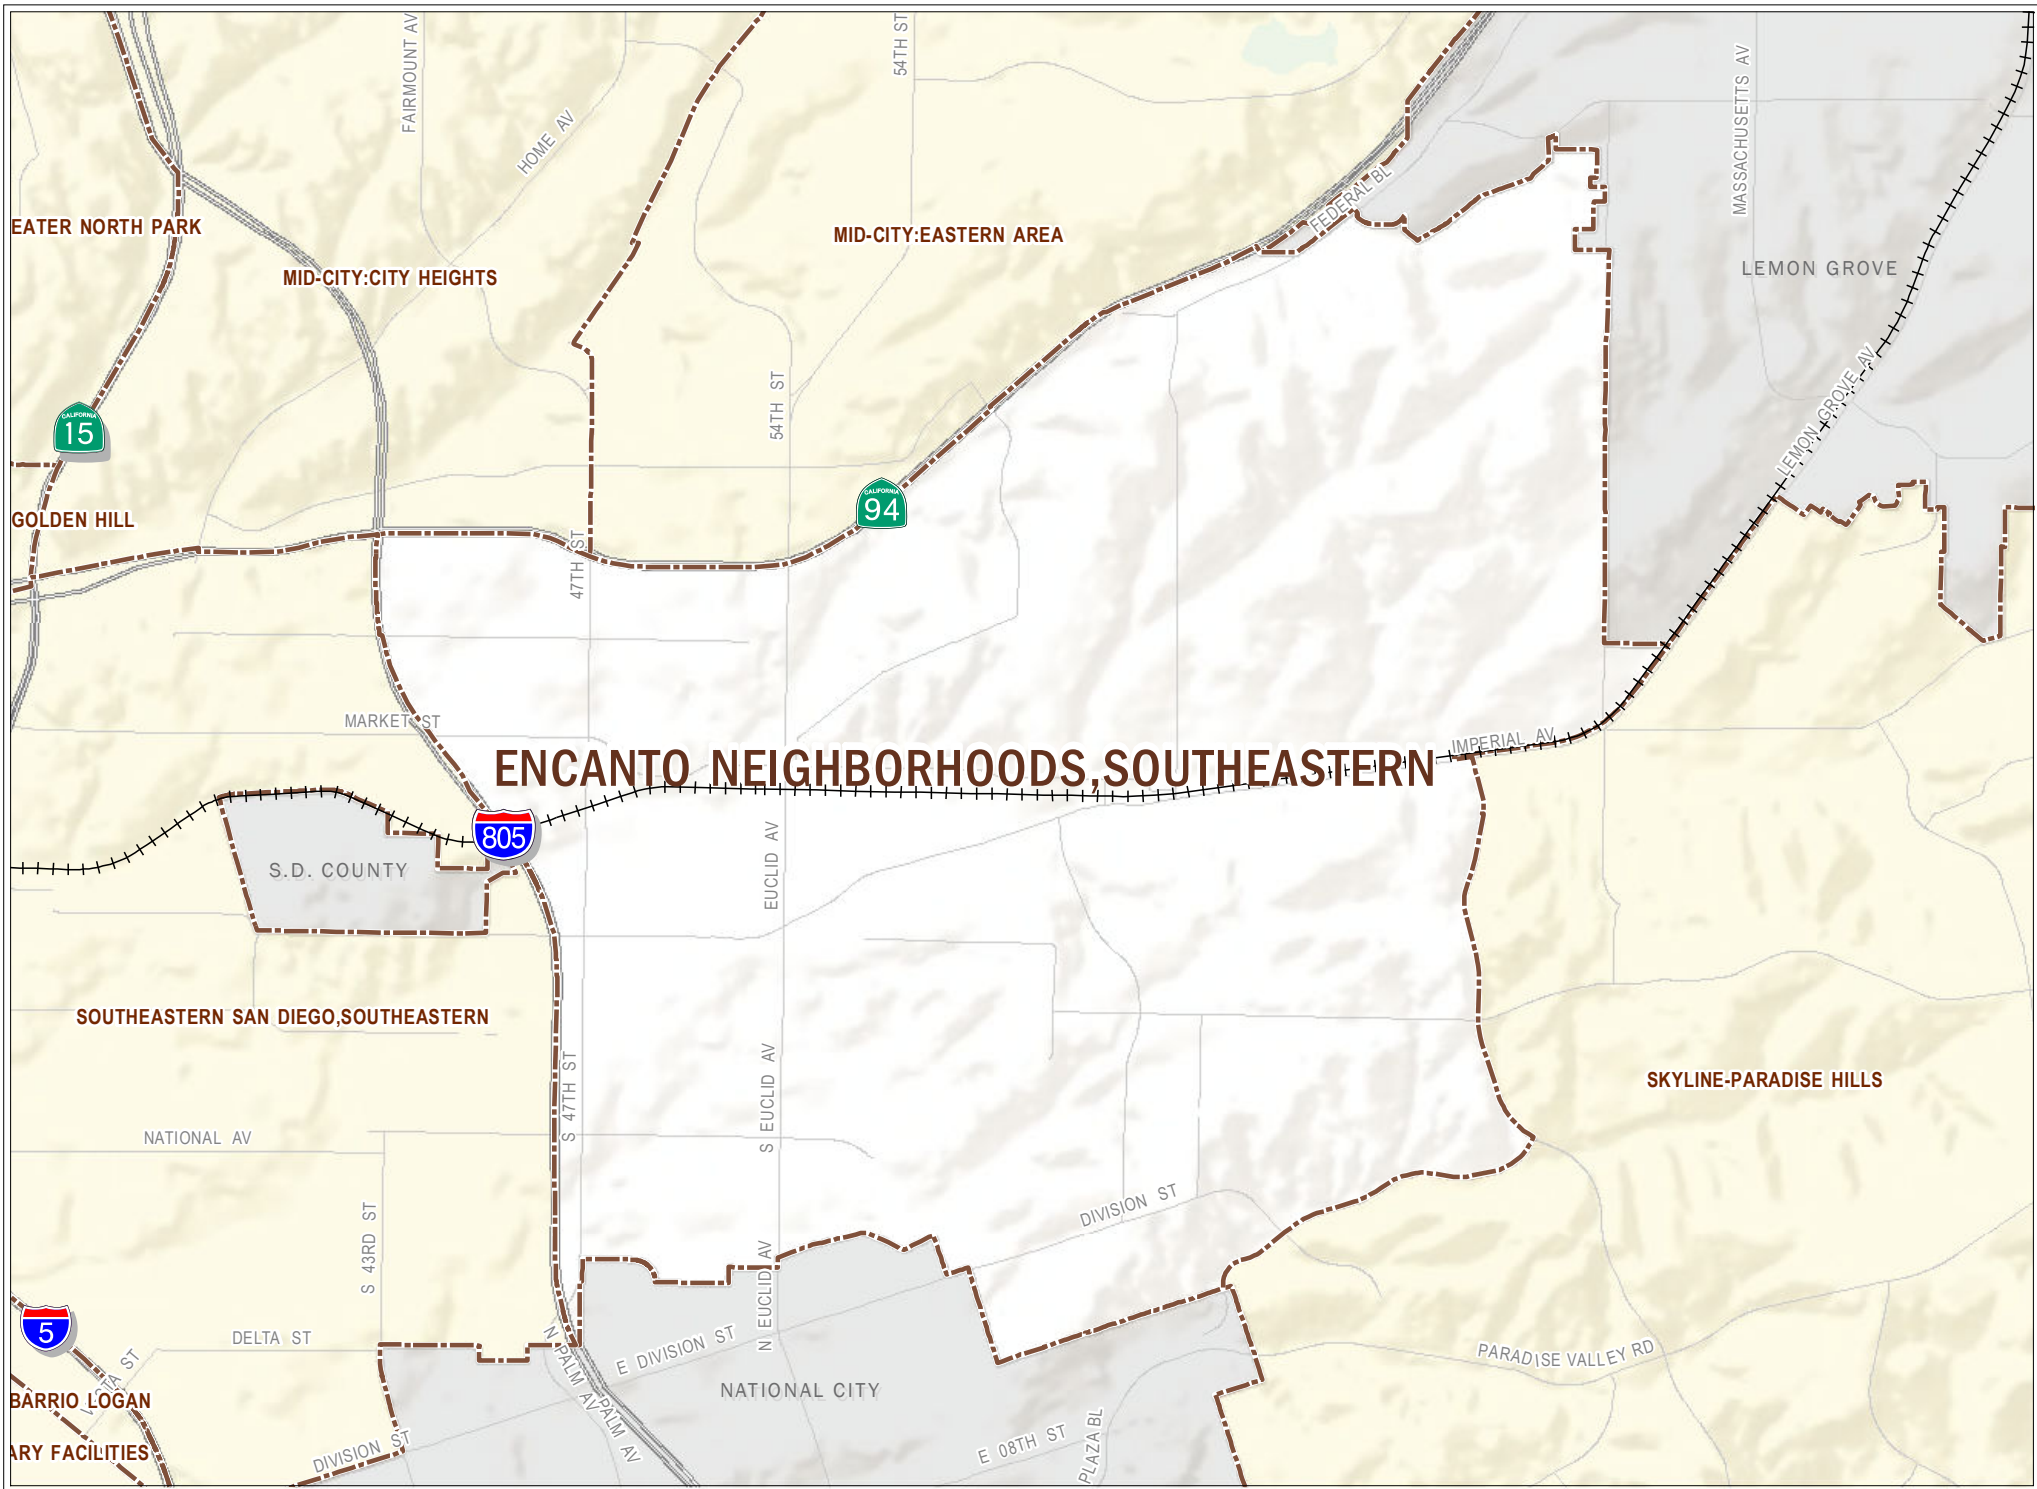 54TH ST
FAIRMOUNT AV
MASSACHUSETTS AV
HOME AV
FEDERAL BL
EATER NORTH PARK
MID-CITY:EASTERN AREA
MID-CITY:CITY HEIGHTS
LEMON GROVE
54TH ST
LEMON GROVE AV
CALIFORNIA
15
CALIFORNIA
94
GOLDEN HILL
47TH ST
MARKET ST
IMPERIAL AV
ENCANTO NEIGHBORHOODS,SOUTHEASTERN
805
S.D. COUNTY
EUCLID AV
SOUTHEASTERN SAN DIEGO,SOUTHEASTERN
S 47TH ST
S EUCLID AV
SKYLINE-PARADISE HILLS
NATIONAL AV
DIVISION ST
S 43RD ST
N EUCLID AV
5
DELTA ST
N PALM AV
E DIVISION ST
PARADISE VALLEY RD
NATIONAL CITY
BARRIO LOGAN
PALM AV
ARY FACILITIES
DIVISION ST
E 08TH ST
PLAZA BL